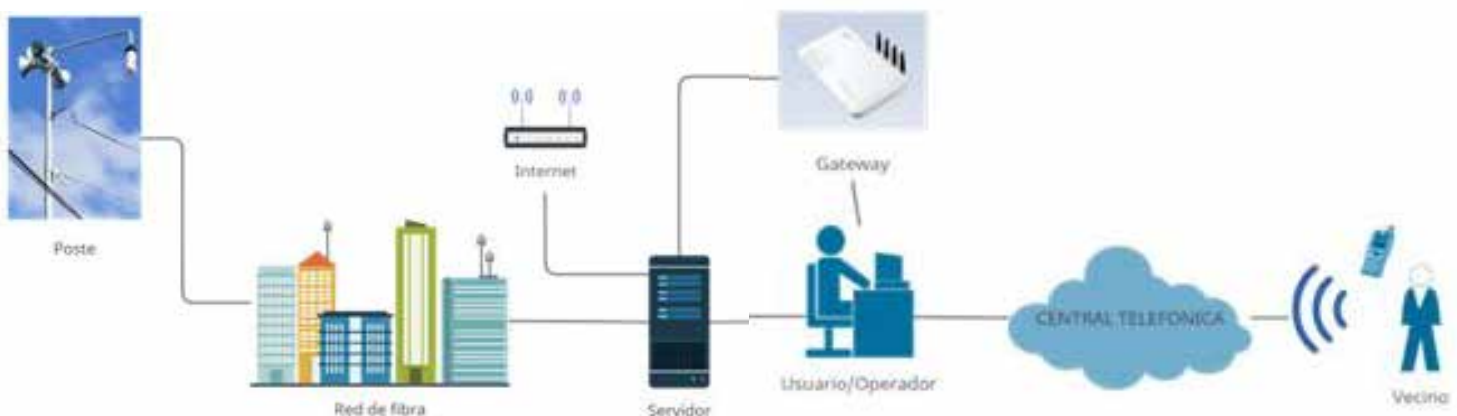 Poste
Internet
Gateway
Red de fibra
Servidor
Usuario/Operador
CENTRAL TELEFONICA
Vecino